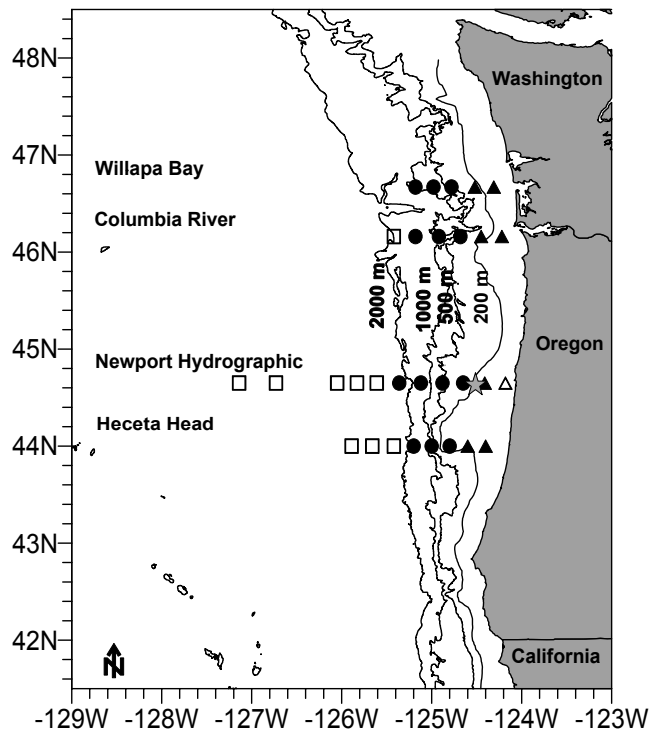 48N
Washington
47N
Willapa Bay
Columbia River
46N
2000 m
1000 m
500 m
200 m
45N
Oregon
Newport Hydrographic
Heceta Head
44N
43N
42N
California
N
-129W -128W -127W -126W -125W -124W -123W